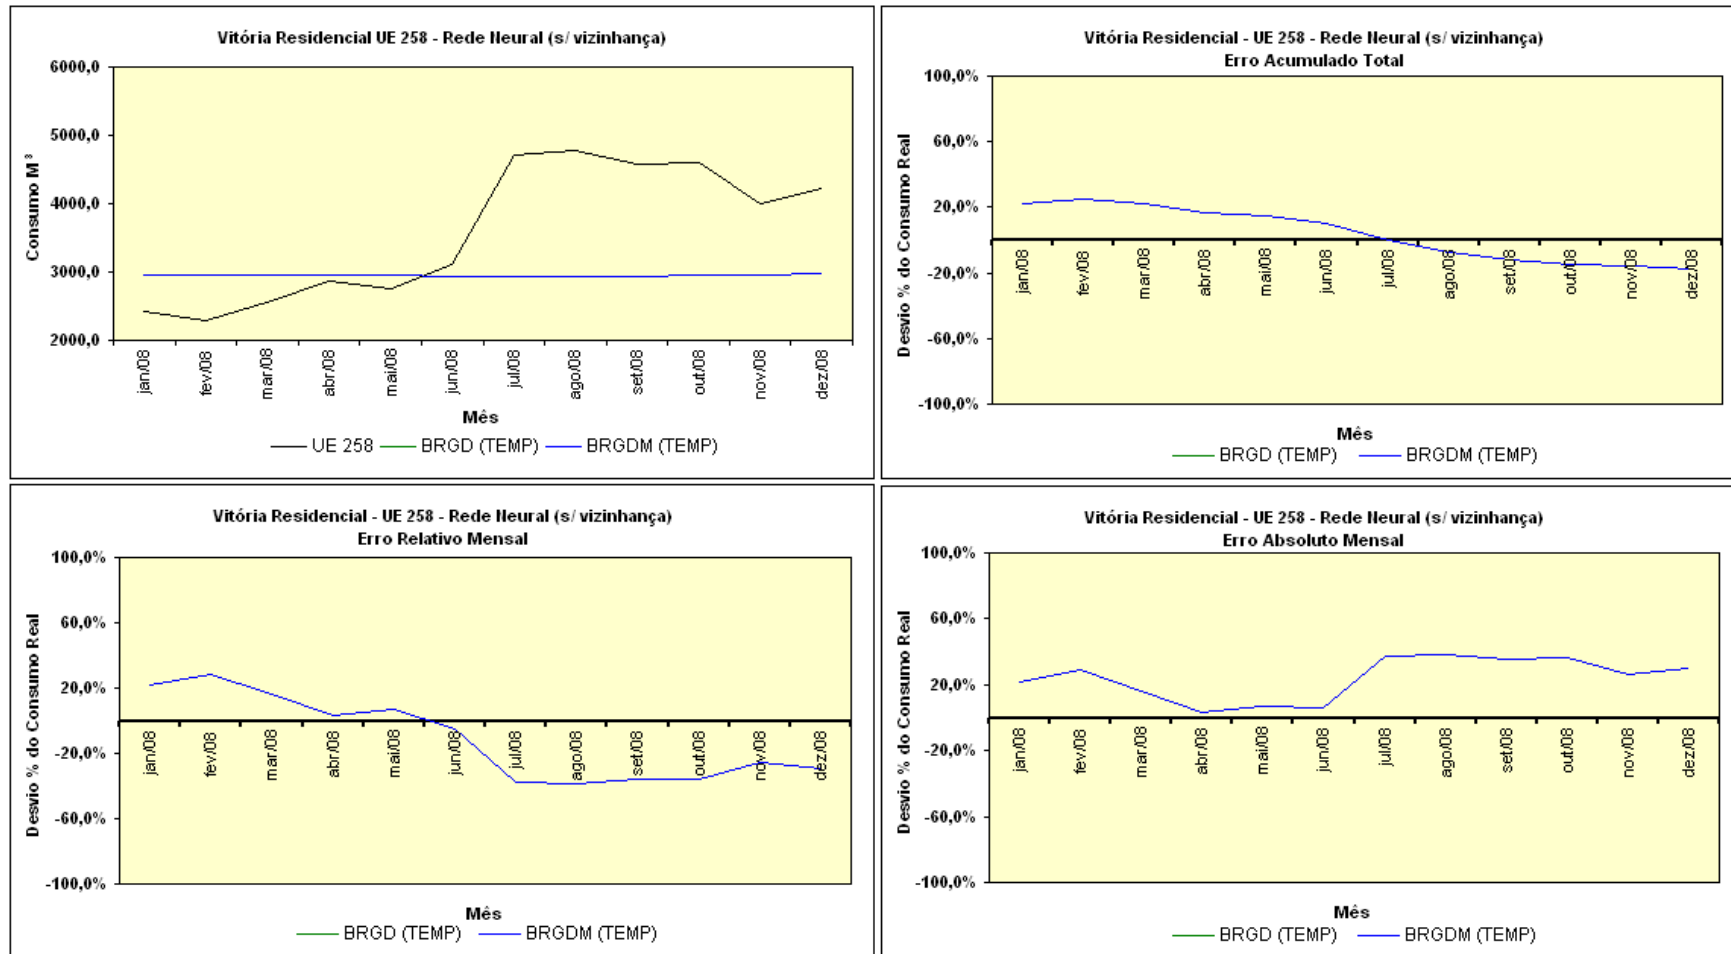 Vitória Residencial UE 258 - Rede Neural (s/ vizinhança)
6000,0
5000,0
4000,0
3000,0
2000,0
Consumo M³
jan/08
fev/08
mar/08
abr/08
mai/08
jun/08
jul/08
ago/08
set/08
out/08
nov/08
dez/08
Mês
UE 258 BRGD (TEMP) BRGDM (TEMP)
Vitória Residencial - UE 258 - Rede Neural (s/ vizinhança)
Erro Acumulado Total
100,0%
60,0%
20,0%
-20,0%
-60,0%
-100,0%
Desvio % do Consumo Real
jan/08
fev/08
mar/08
abr/08
mai/08
jun/08
jul/08
ago/08
set/08
out/08
nov/08
dez/08
Mês
BRGD (TEMP) BRGDM (TEMP)
Vitória Residencial - UE 258 - Rede Neural (s/ vizinhança)
Erro Relativo Mensal
100,0%
60,0%
20,0%
-20,0%
-60,0%
-100,0%
Desvio % do Consumo Real
jan/08
fev/08
mar/08
abr/08
mai/08
jun/08
jul/08
ago/08
set/08
out/08
nov/08
dez/08
Mês
BRGD (TEMP) BRGDM (TEMP)
Vitória Residencial - UE 258 - Rede Neural (s/ vizinhança)
Erro Absoluto Mensal
100,0%
60,0%
20,0%
-20,0%
-60,0%
-100,0%
Desvio % do Consumo Real
jan/08
fev/08
mar/08
abr/08
mai/08
jun/08
jul/08
ago/08
set/08
out/08
nov/08
dez/08
Mês
BRGD (TEMP) BRGDM (TEMP)